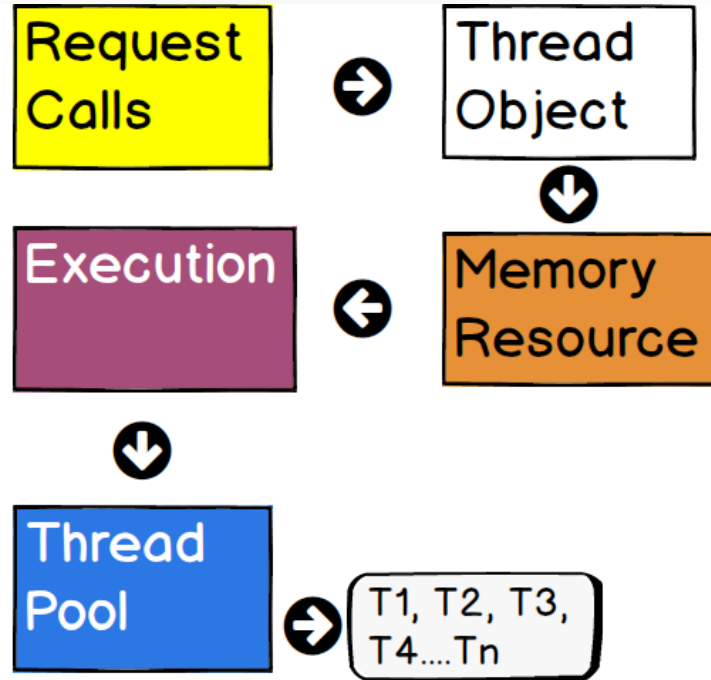 Request
Calls
Thread
Object
Memory
Resource
Execution
Thread
Pool
T1, T2, T3,
T4....Tn